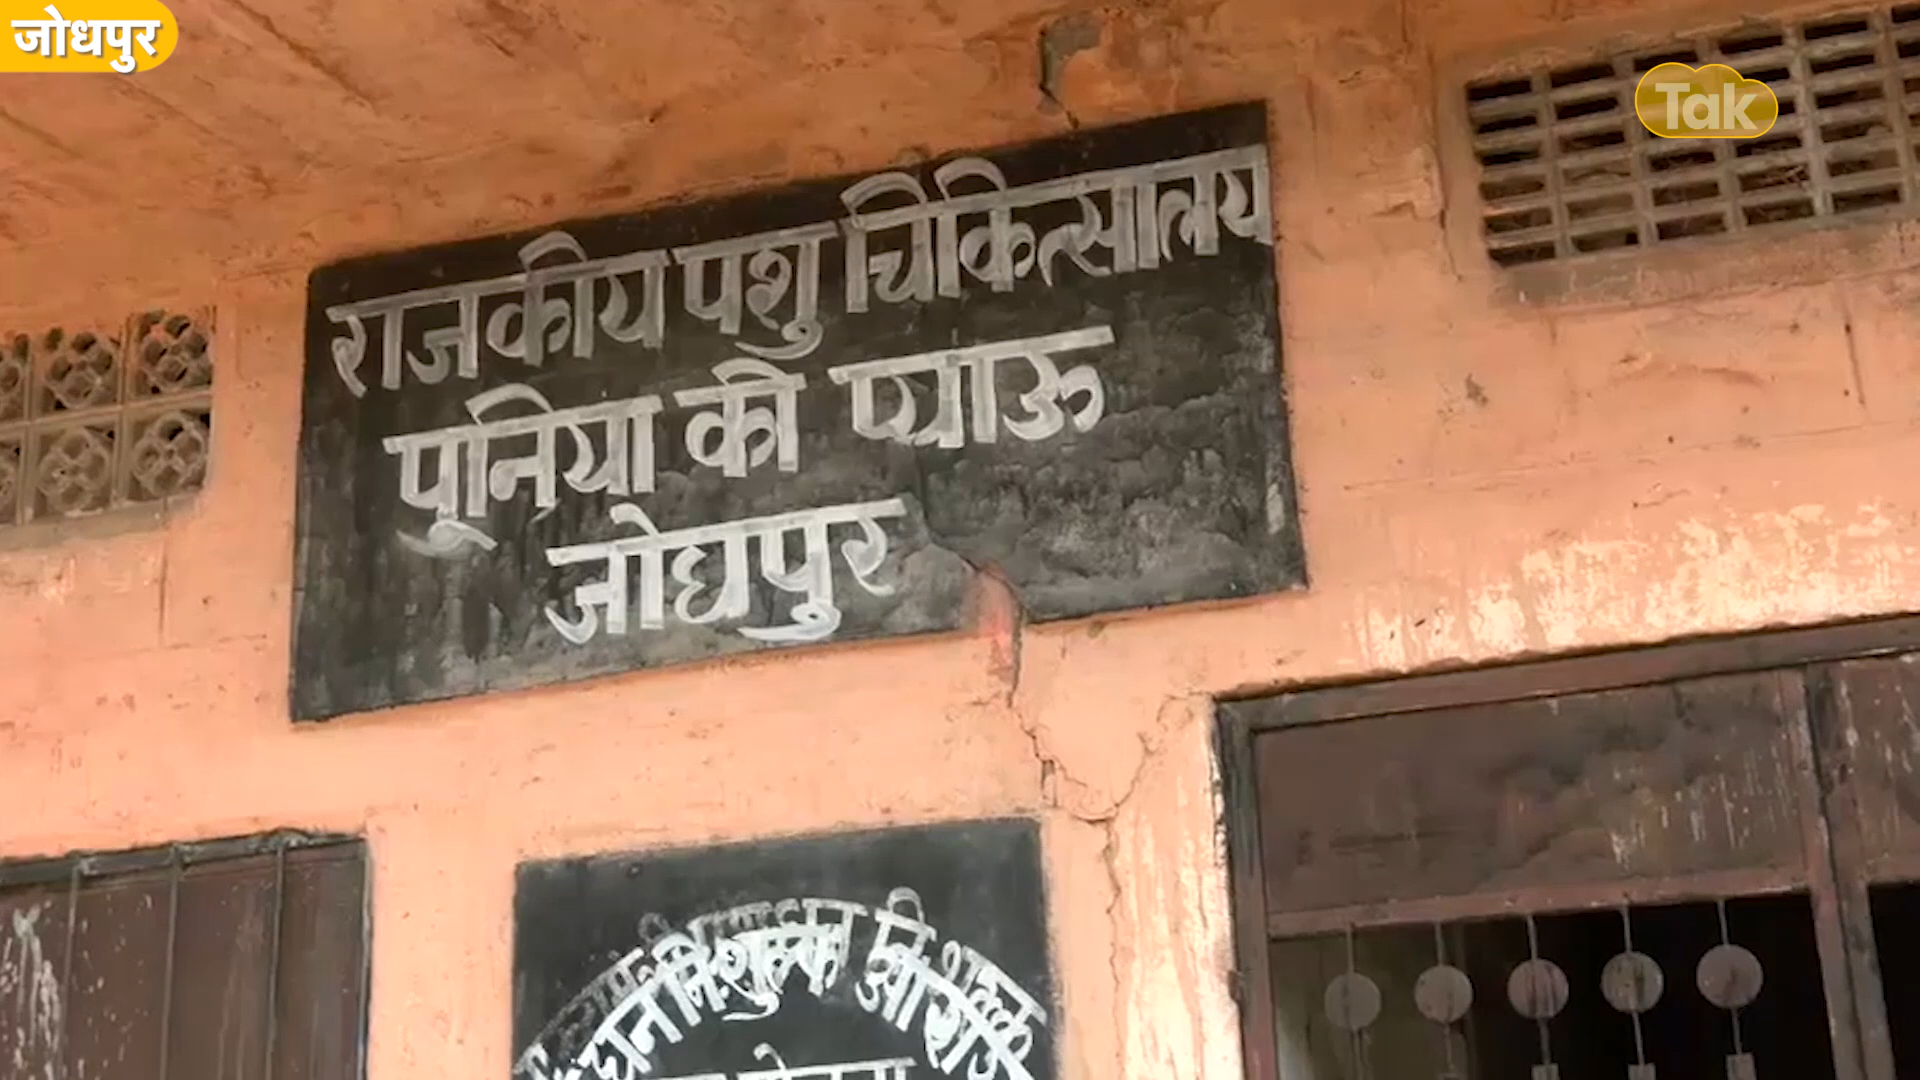 जोधपुर
Tak
राजकीय पशु चिकित्सालय
पूनिया की प्याऊ
जोधपुर
निःशुल्क